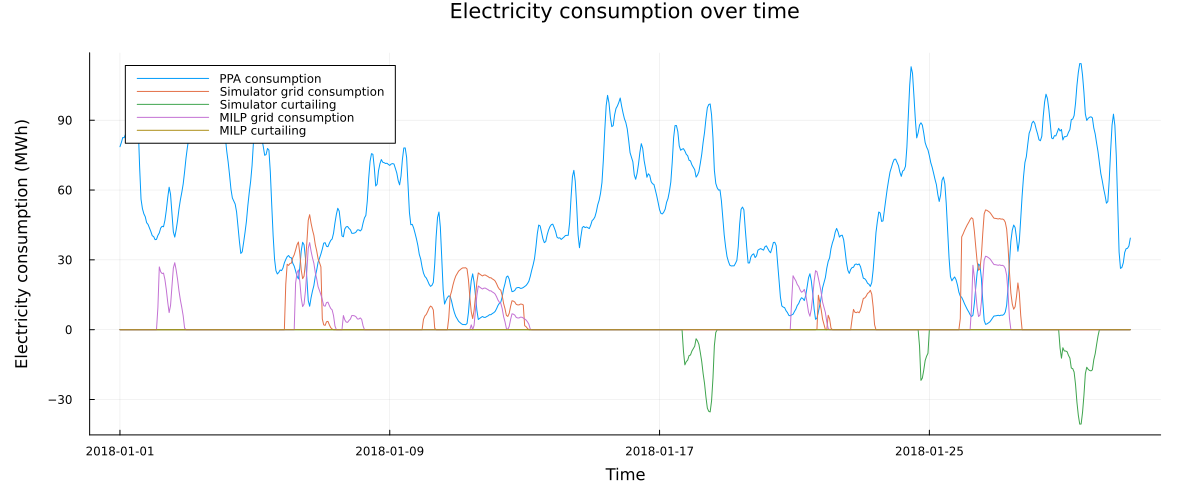 Electricity consumption over time
PPA consumption
Simulator grid consumption
Simulator curtailing
MILP grid consumption
MILP curtailing
Electricity consumption (MWh)
90
60
30
0
−30
2018-01-01 2018-01-09 2018-01-17 2018-01-25
Time